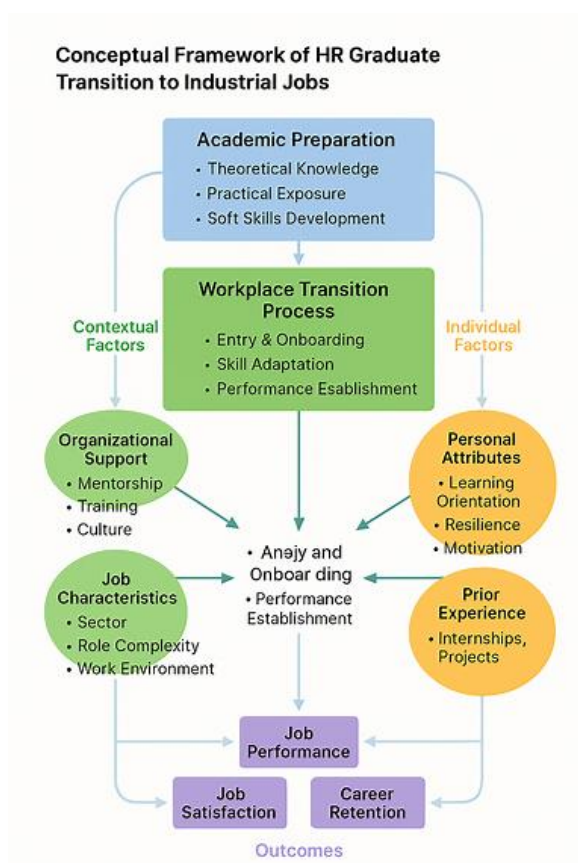 Conceptual Framework of HR Graduate
Transition to Industrial Jobs
Academic Preparation
• Theoretical Knowledge
• Practical Exposure
• Soft Skills Development
Workplace Transition
Process
• Entry & Onboarding
• Skill Adaptation
• Performance Esablishment
Contextual
Factors
Individual
Factors
Organizational
Support
• Mentorship
• Training
• Culture
Personal
Attributes
• Learning
Orientation
• Resilience
• Motivation
• Anəjy and
Onboar ding
• Performance
Establishment
Job
Characteristics
• Sector
• Role Complexity
• Work Environment
Prior
Experience
• Internships,
Projects
Job
Performance
Job
Satisfaction
Career
Retention
Outcomes